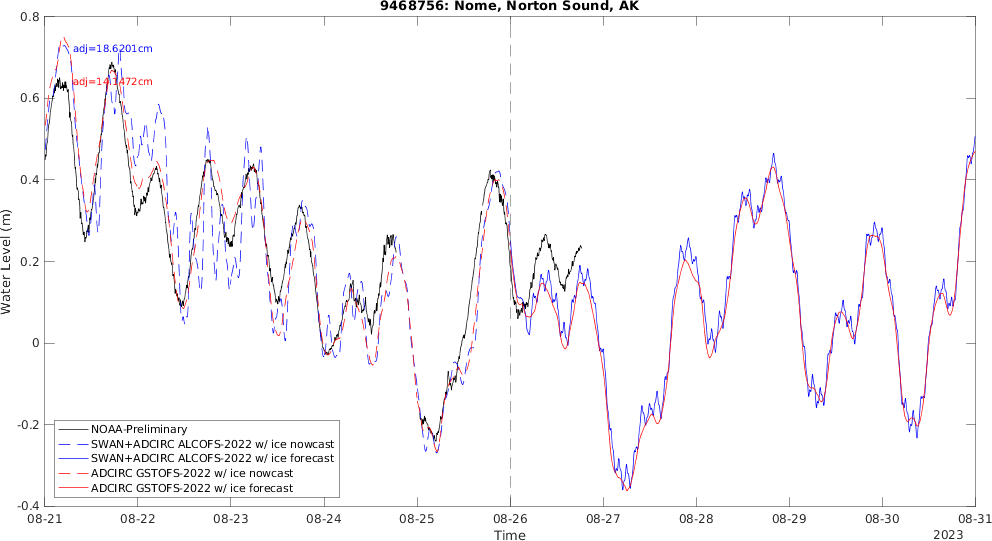 9468756: Nome, Norton Sound, AK
0.8
adj=18.6201cm
adj=14.1472cm
0.6
0.4
0.2
0
-0.2
-0.4
Water Level (m)
NOAA-Preliminary
SWAN+ADCIRC ALCOFS-2022 w/ ice nowcast
SWAN+ADCIRC ALCOFS-2022 w/ ice forecast
ADCIRC GSTOFS-2022 w/ ice nowcast
ADCIRC GSTOFS-2022 w/ ice forecast
08-21 08-22 08-23 08-24 08-25 08-26 08-27 08-28 08-29 08-30 08-31
Time
2023